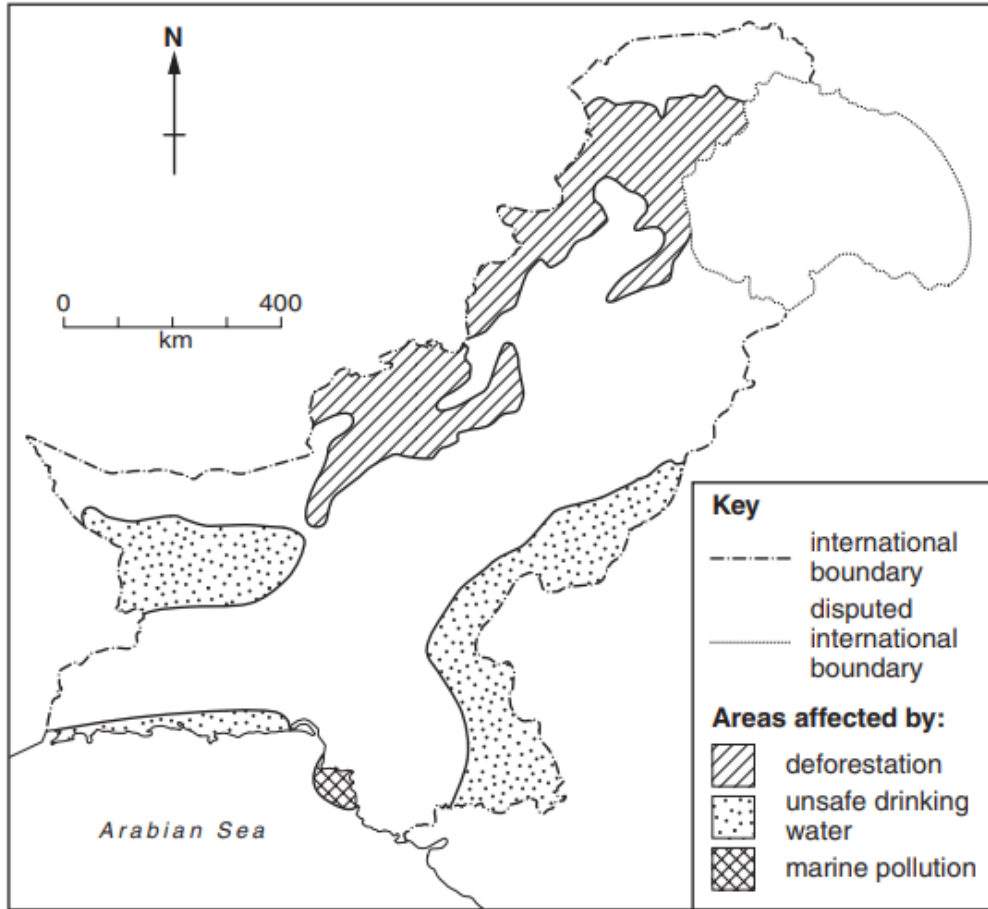 N
0 400
km
Arabian Sea
Key
international
boundary
disputed
international
boundary
Areas affected by:
deforestation
unsafe drinking
water
marine pollution